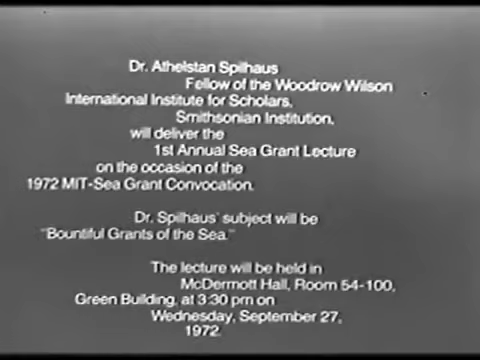 Dr. Athelstan Spilhaus
Fellow of the Woodrow Wilson
International Institute for Scholars,
Smithsonian Institution,
will deliver the
1st Annual Sea Grant Lecture
on the occasion of the
1972 MIT-Sea Grant Convocation.
Dr. Spilhaus' subject will be
"Bountiful Grants of the Sea."
The lecture will be held in
McDermott Hall, Room 54-100,
Green Building, at 3:30 pm on
Wednesday, September 27,
1972.